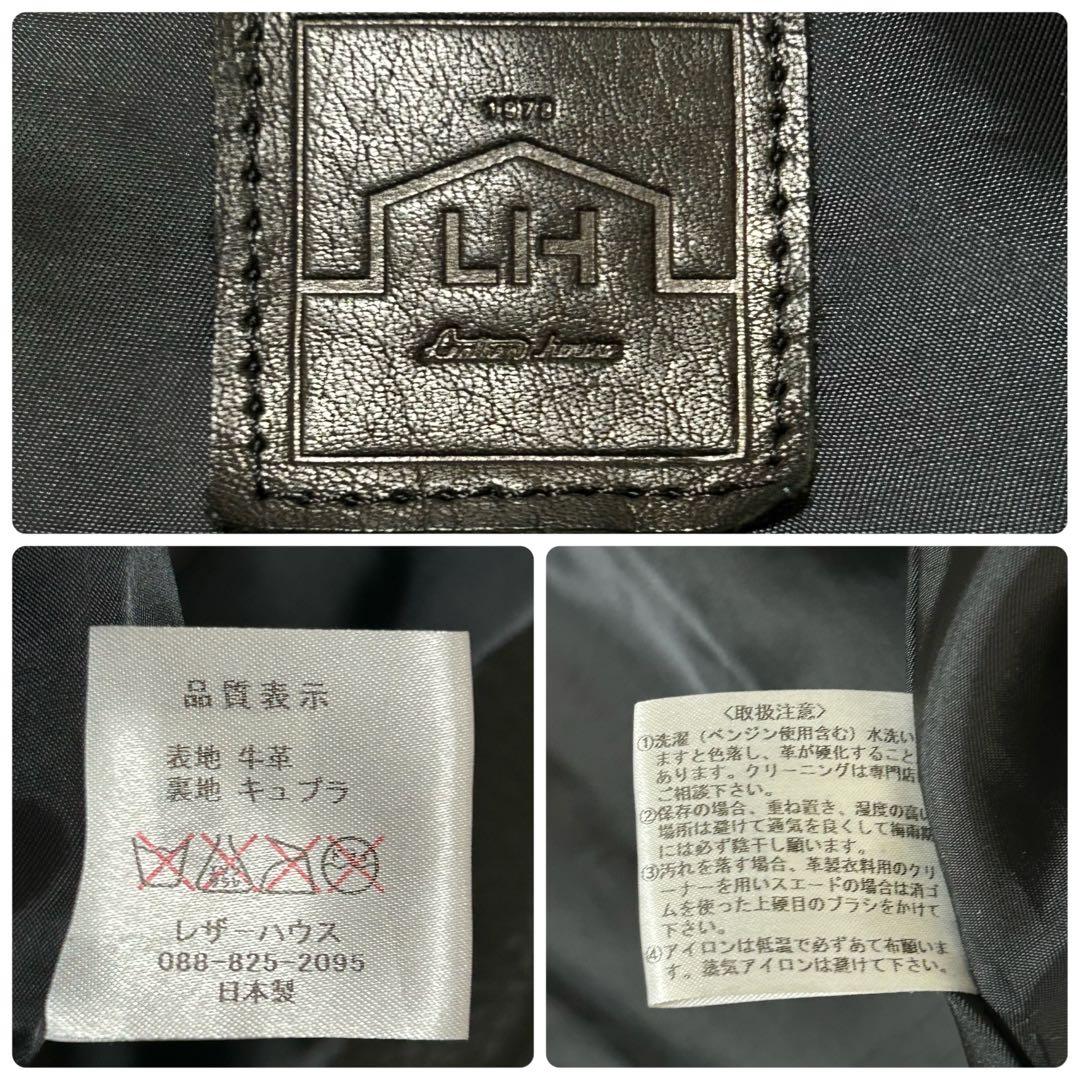 1978
LH
Leather house
品質表示
表地 牛革
裏地 キュプラ
レザーハウス
088-825-2095
日本製
〈取扱注意〉
①洗濯（ベンジン使用含む）水洗い
ますと色落し、革が硬化すること
あります。クリーニングは専門店
ご相談下さい。
②保存の場合、重ね置き、湿度の高い
場所は避けて通気を良くして梅雨期
には必ず陰干し願います。
③汚れを落す場合、革製衣料用のクリ
ーナーを用いスエードの場合は消ゴ
ムを使った上硬目のブラシをかけて
下さい。
④アイロンは低温で必ずあて布願いま
す。蒸気アイロンは避けて下さい。